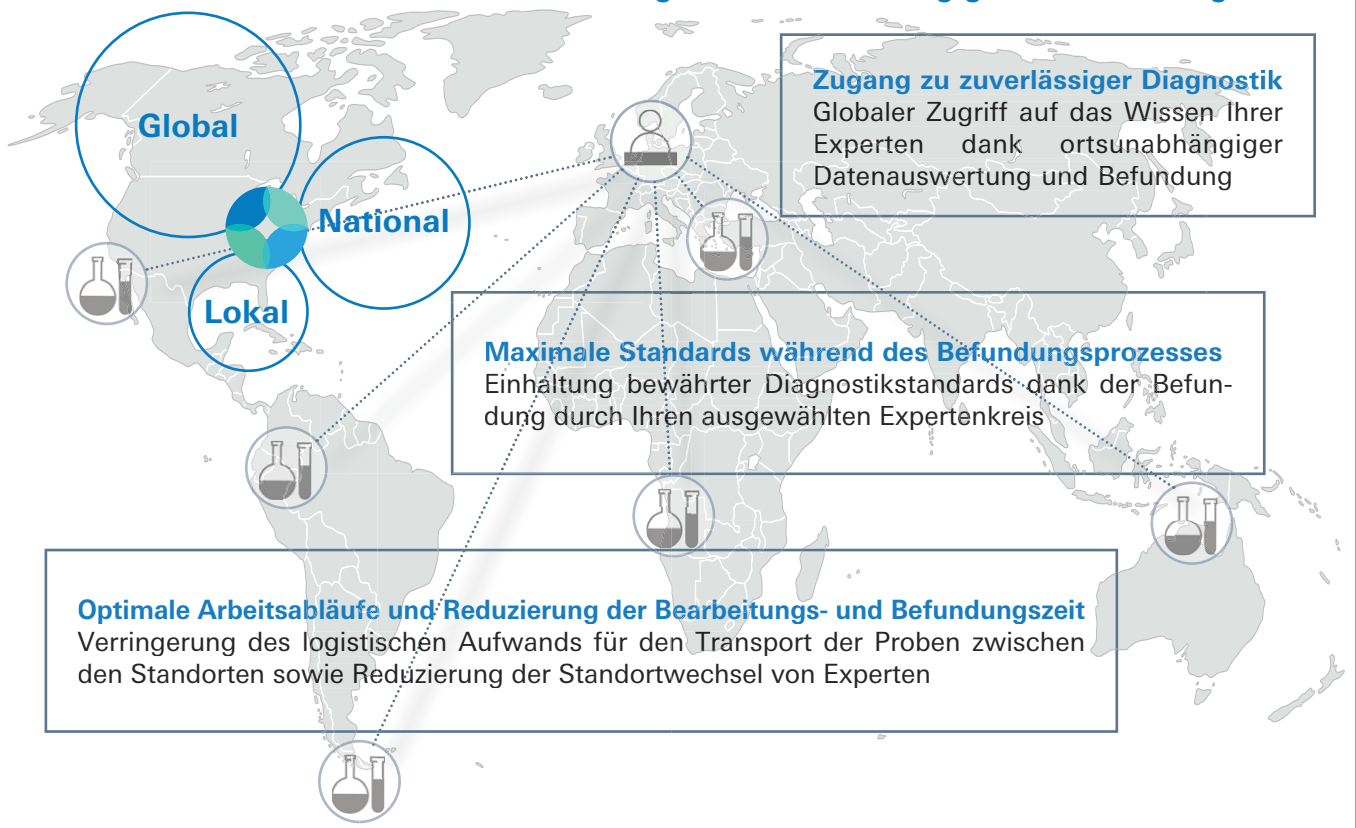 Global
National
Lokal
Zugang zu zuverlässiger Diagnostik
Globaler Zugriff auf das Wissen Ihrer
Experten dank ortsunabhängiger
Datenauswertung und Befundung
Maximale Standards während des Befundungsprozesses
Einhaltung bewährter Diagnostikstandards dank der Befun-
dung durch Ihren ausgewählten Expertenkreis
Optimale Arbeitsabläufe und Reduzierung der Bearbeitungs- und Befundungszeit
Verringerung des logistischen Aufwands für den Transport der Proben zwischen
den Standorten sowie Reduzierung der Standortwechsel von Experten